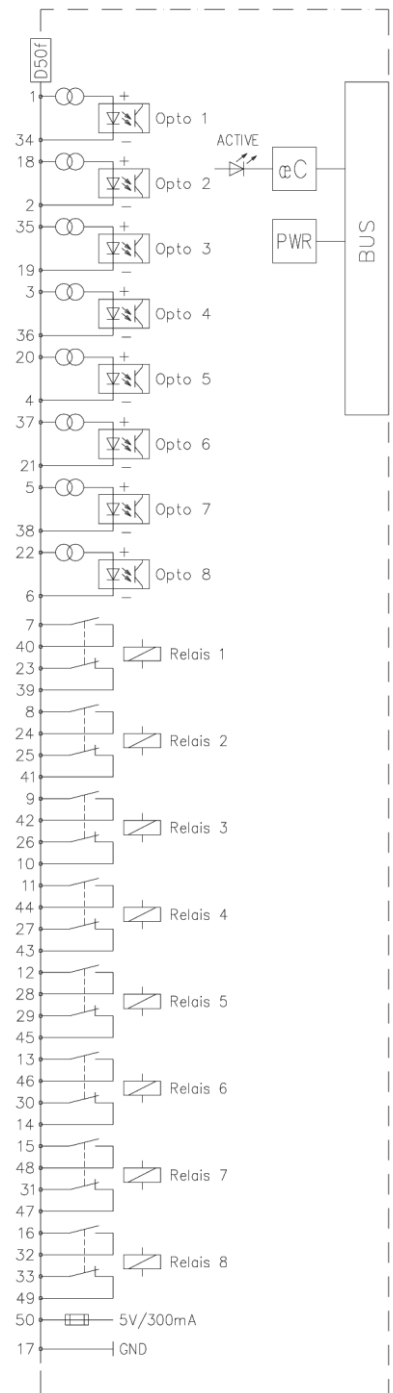 D50f
1
+
Opto 1
34
−
ACTIVE
œC
PWR
BUS
18
+
Opto 2
2
−
35
+
Opto 3
19
−
3
+
Opto 4
36
−
20
+
Opto 5
4
−
37
+
Opto 6
21
−
5
+
Opto 7
38
−
22
+
Opto 8
6
−
7
40
Relais 1
23
39
8
24
Relais 2
25
41
9
42
Relais 3
26
10
11
44
Relais 4
27
43
12
28
Relais 5
29
45
13
46
Relais 6
30
14
15
48
Relais 7
31
47
16
32
Relais 8
33
49
50
5V/300mA
17
GND